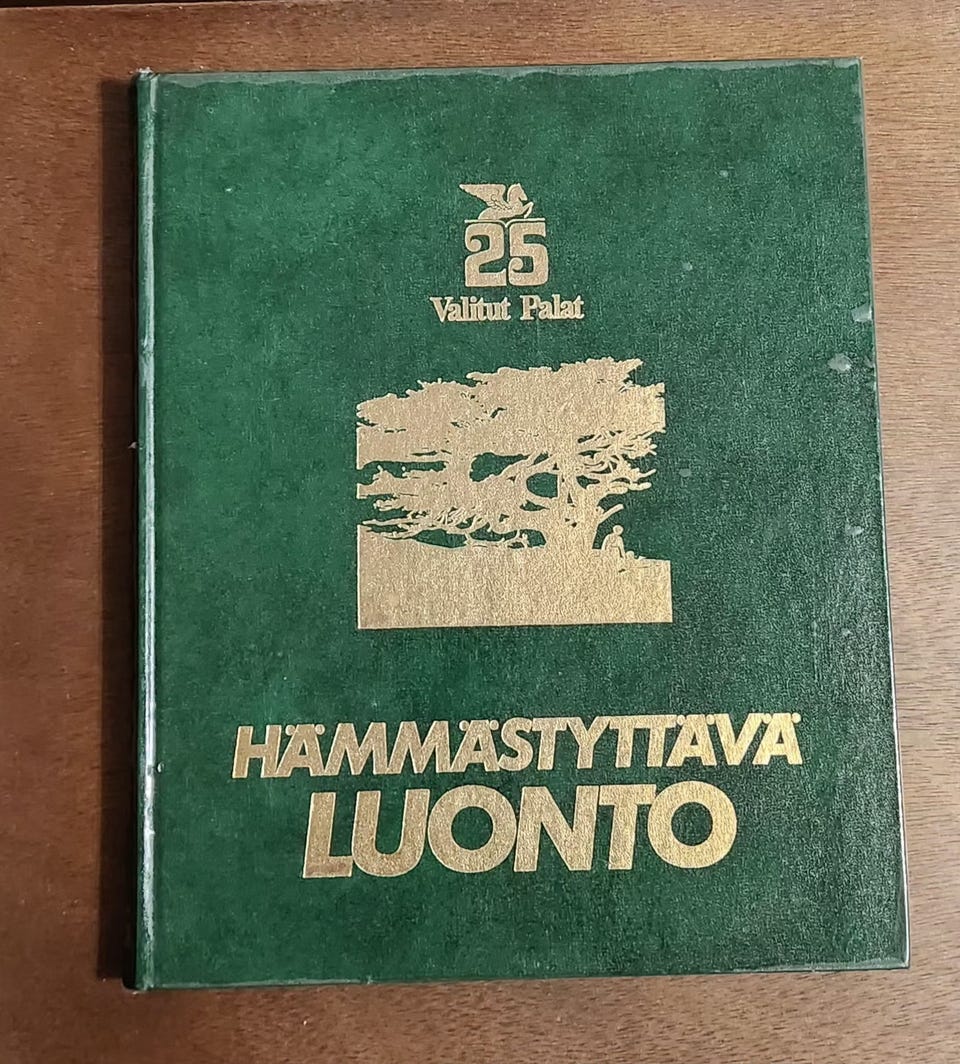 25
Valitut Palat
HÄMMÄSTYTTÄVÄ
LUONTO